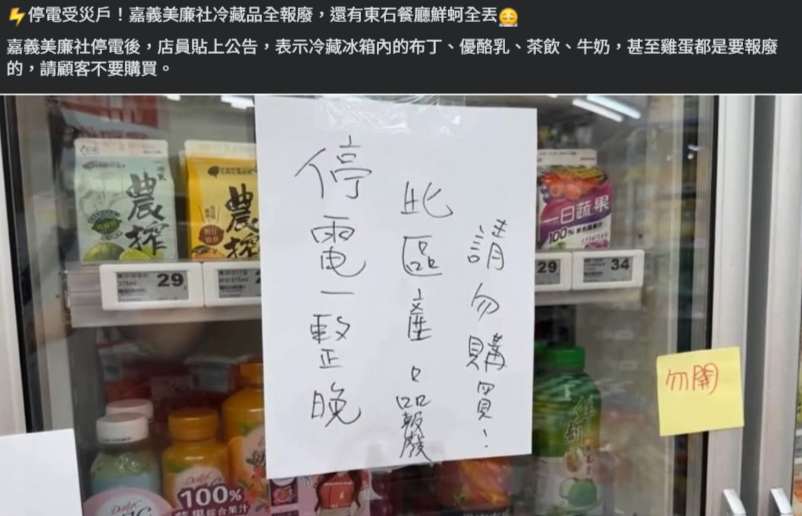 ⚡停電受災戶！嘉義美廉社冷藏品全報廢，還有東石餐廳鮮蚵全丟😌
嘉義美廉社停電後，店員貼上公告，表示冷藏冰箱內的布丁、優酪乳、茶飲、牛奶，甚至雞蛋都是要報廢
的，請顧客不要購買。
停電一整晚
此區產品報廢
請勿購買！
勿開
農搾
農搾
一日蔬果
100%
29
29
34
100%